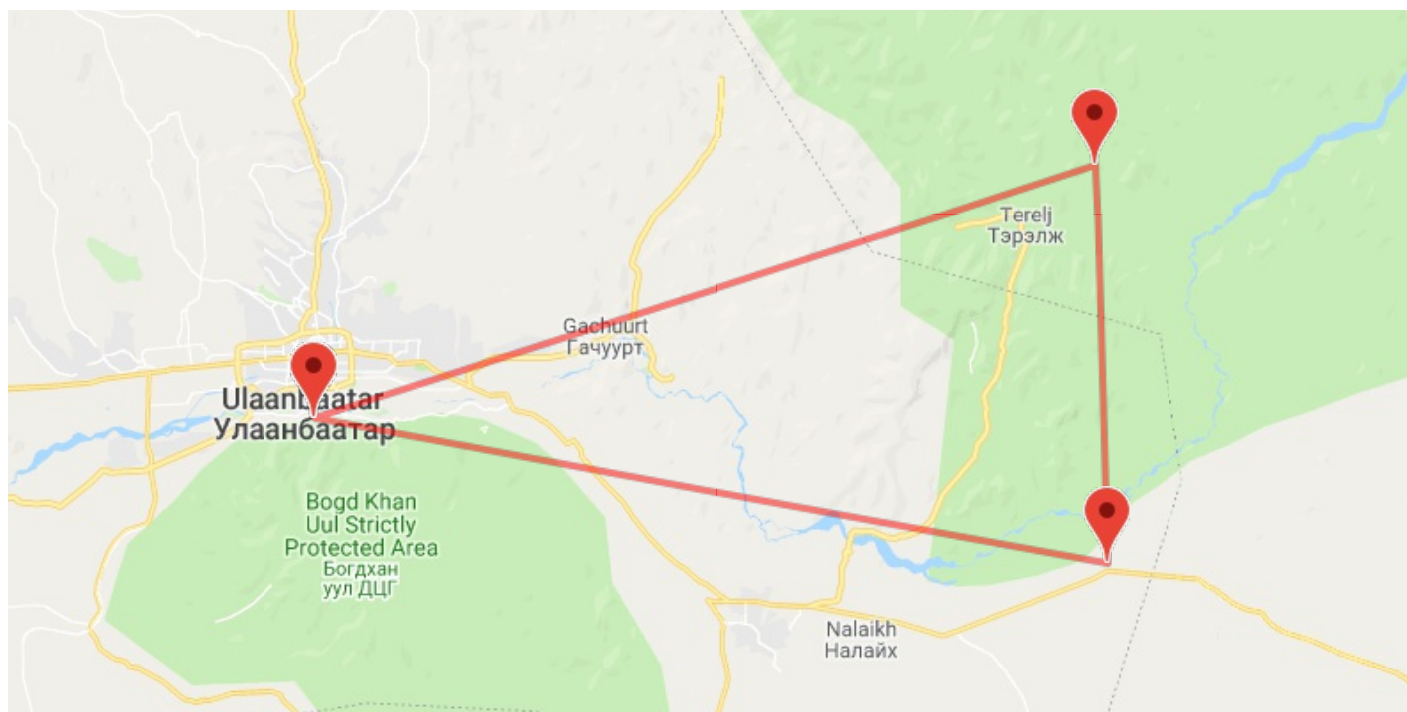 Terelj
Тэрэлж
Gachuurt
Гачуурт
Ulaanbaatar
Улаанбаатар
Bogd Khan
Uul Strictly
Protected Area
Богдхан
уул ДЦГ
Nalaikh
Налайх